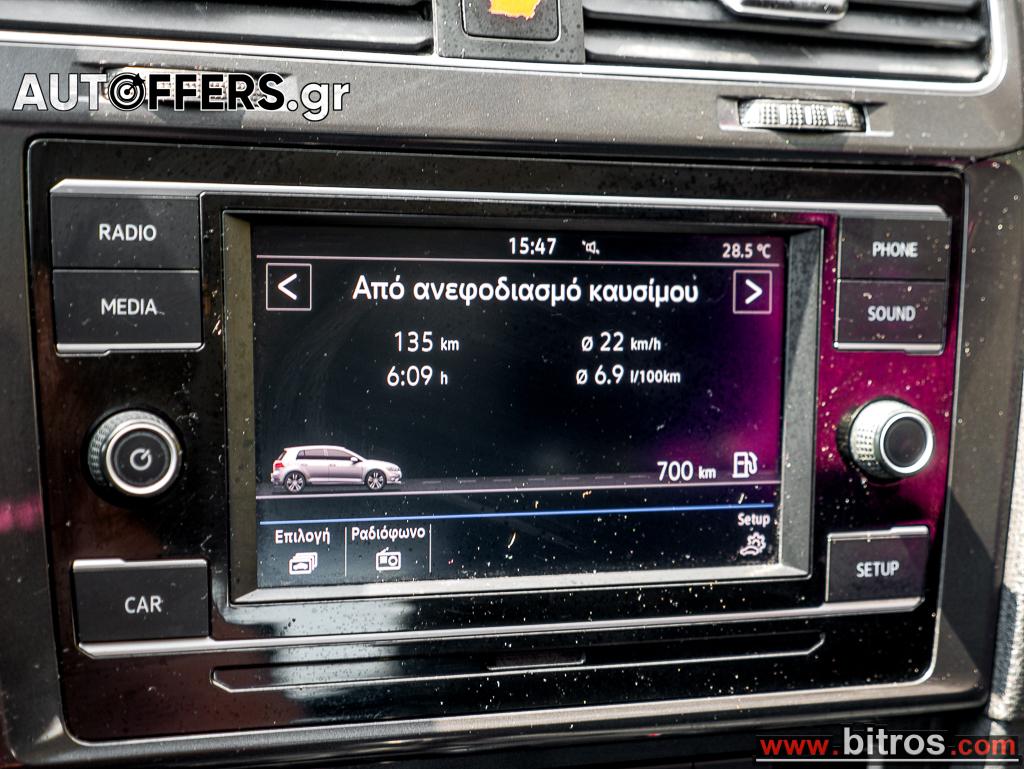 AUTOFFERS.gr
RADIO
MEDIA
CAR
PHONE
SOUND
SETUP
15:47 28.5 °C
< Από ανεφοδιασμό καυσίμου >
135 km Ø 22 km/h
6:09 h Ø 6.9 l/100km
700 km
Επιλογή Ραδιόφωνο Setup
www.bitros.com